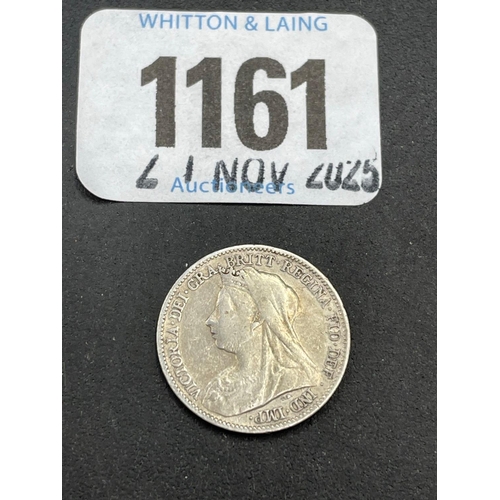 WHITTON & LAING
1161
21 NOV 2025
Auctioneers
VICTORIA·DEI·GRA·BRITT·REGINA·FID·DEF·IND·IMP·